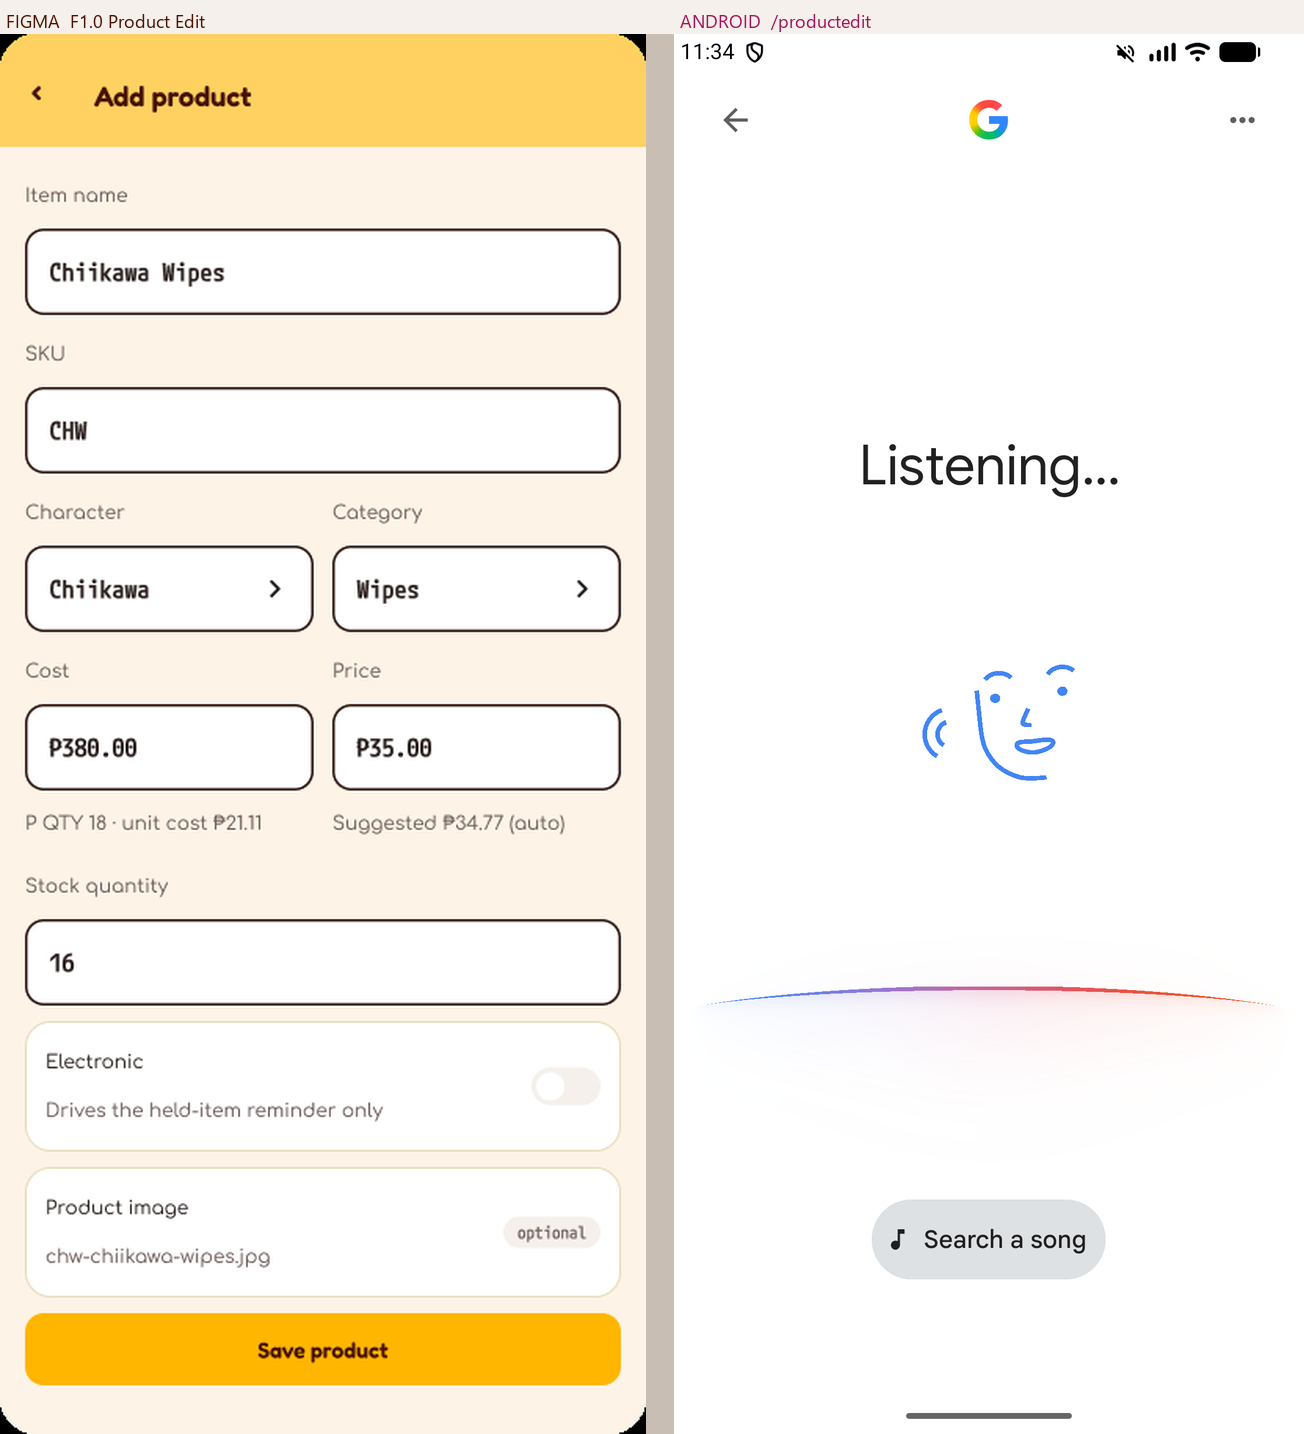 FIGMA F1.0 Product Edit
Add product
Item name
Chiikawa Wipes
SKU
CHW
Character
Category
Chiikawa
Wipes
Cost
Price
₱380.00
₱35.00
P QTY 18 · unit cost ₱21.11
Suggested ₱34.77 (auto)
Stock quantity
16
Electronic
Drives the held-item reminder only
Product image
chw-chiikawa-wipes.jpg
optional
Save product
ANDROID /productedit
11:34
Listening...
Search a song